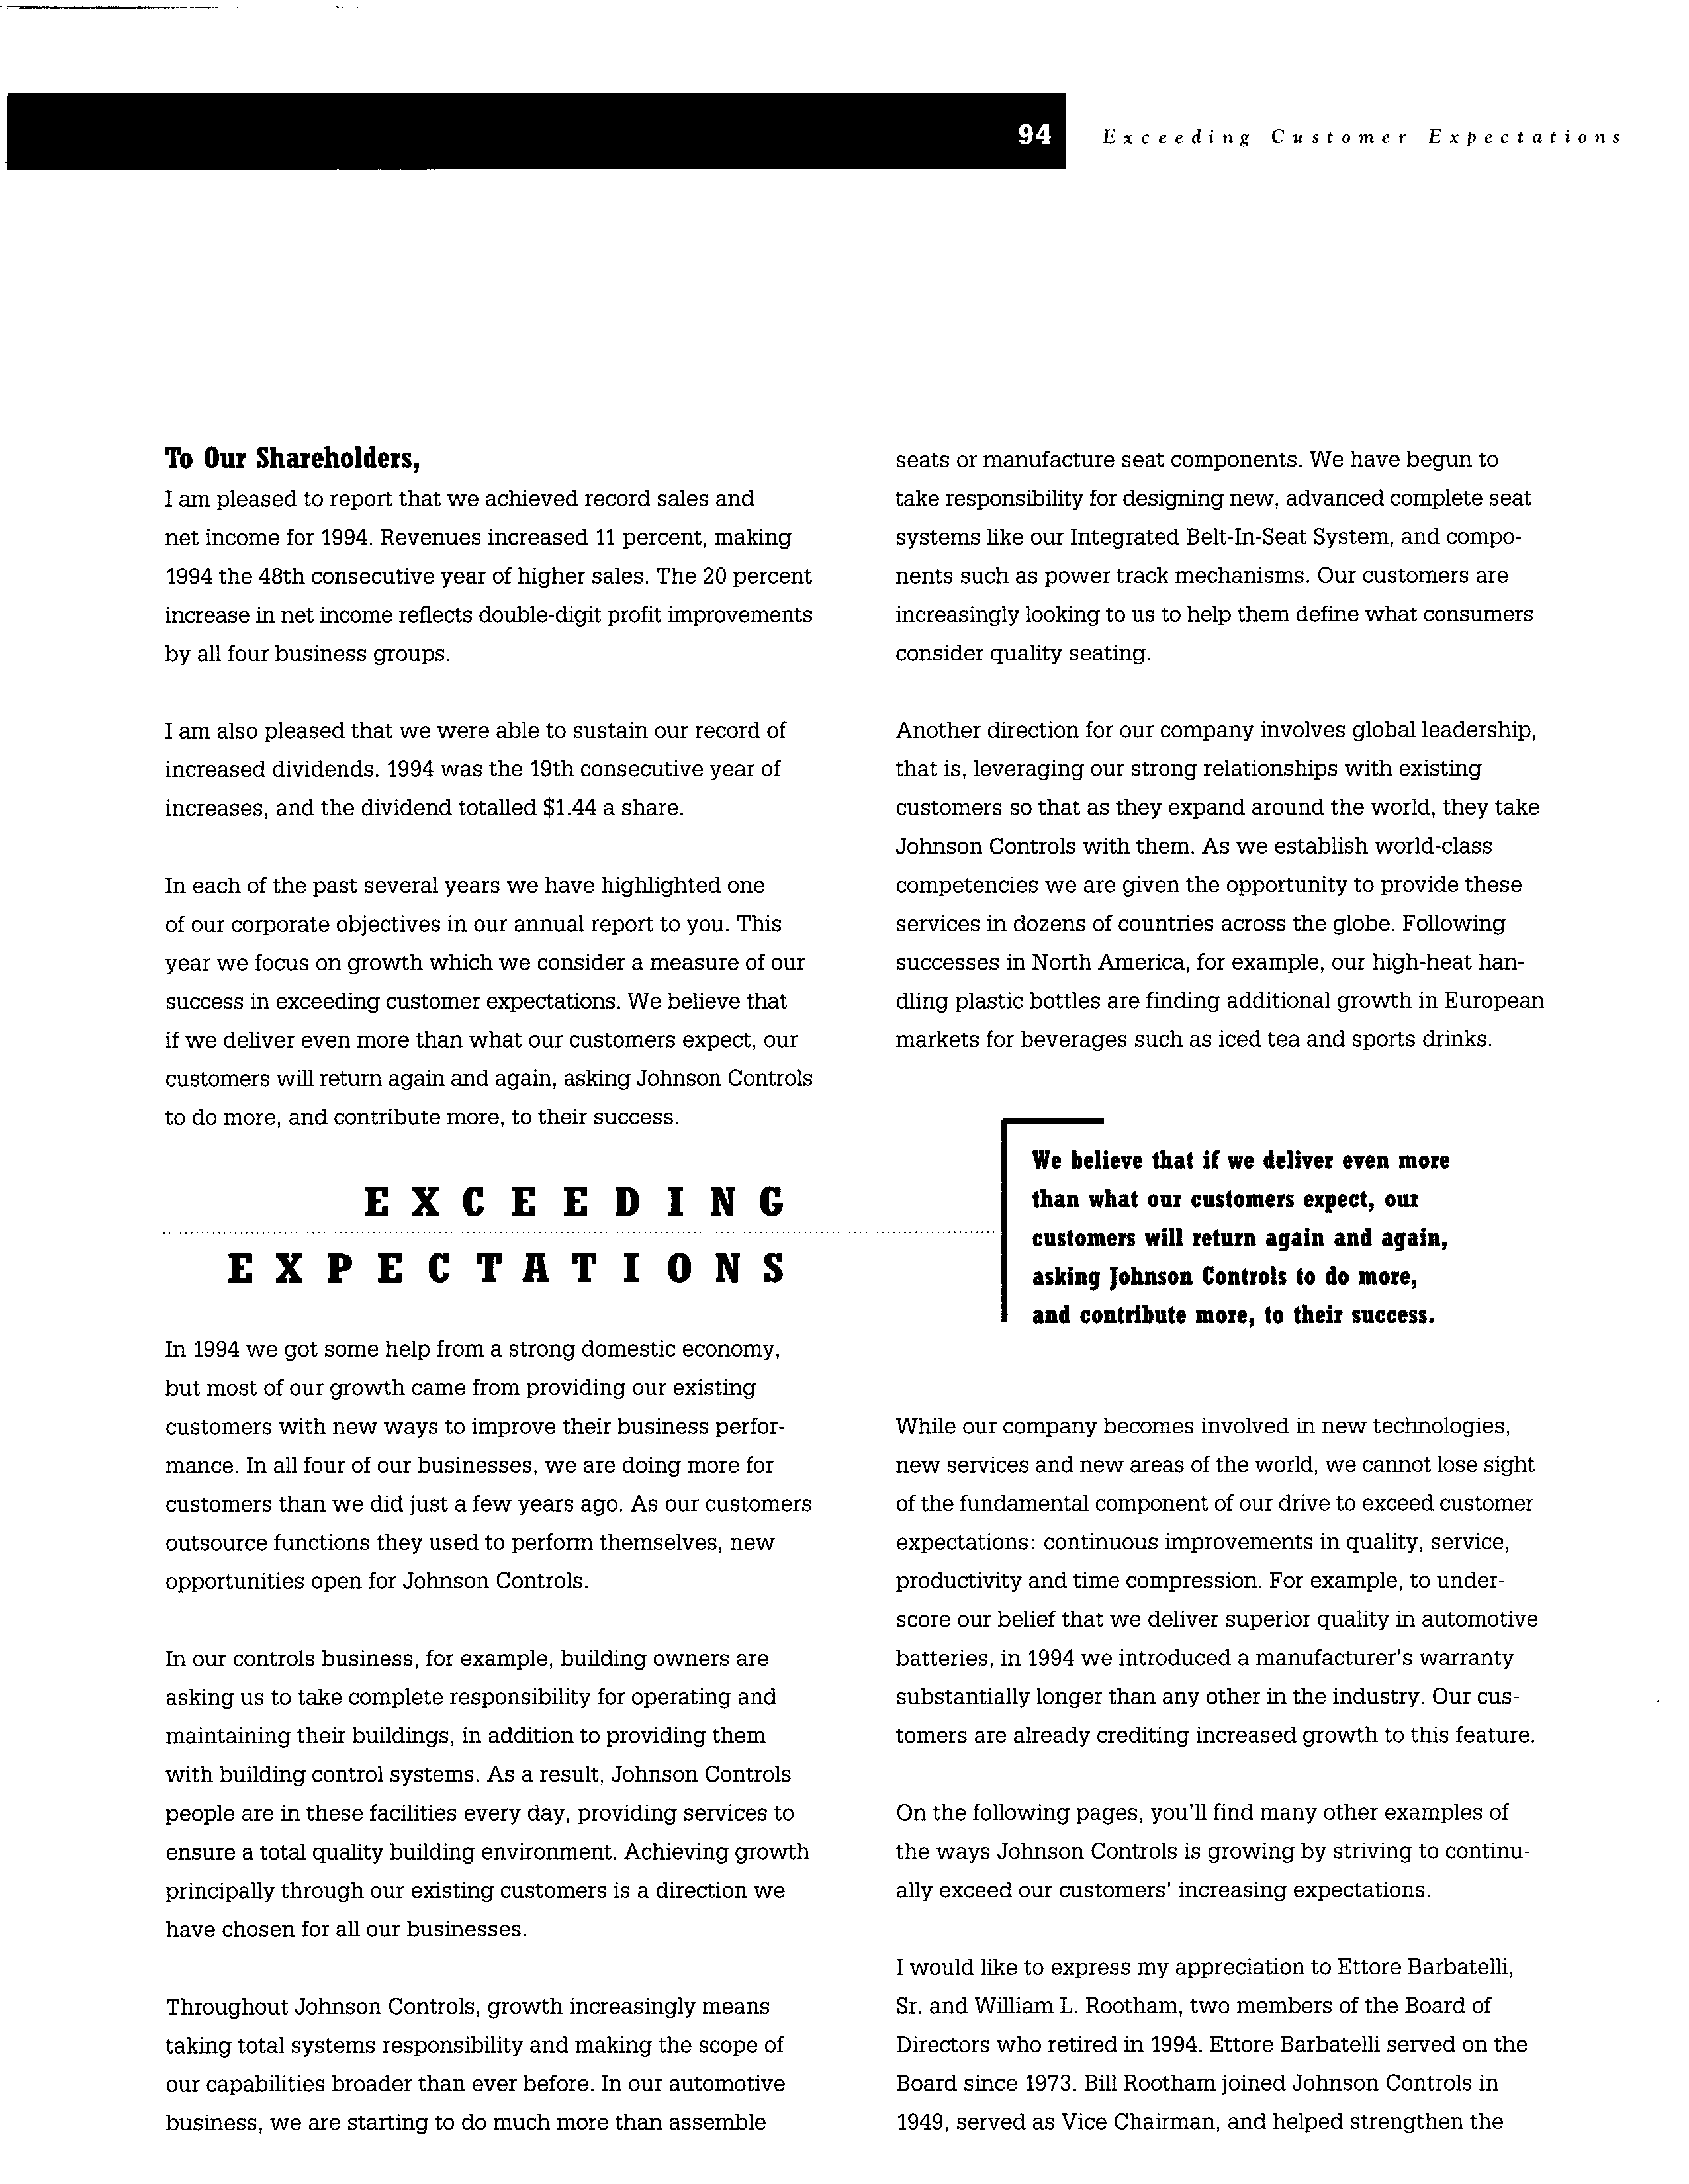 94 Exceeding Customer Expectations
To Our Shareholders,
I am pleased to report that we achieved record sales and
net income for 1994. Revenues increased 11 percent, making
1994 the 48th consecutive year of higher sales. The 20 percent
increase in net income reflects double-digit profit improvements
by all four business groups.
I am also pleased that we were able to sustain our record of
increased dividends. 1994 was the 19th consecutive year of
increases, and the dividend totalled $1.44 a share.
In each of the past several years we have highlighted one
of our corporate objectives in our annual report to you. This
year we focus on growth which we consider a measure of our
success in exceeding customer expectations. We believe that
if we deliver even more than what our customers expect, our
customers will return again and again, asking Johnson Controls
to do more, and contribute more, to their success.
EXCEEDING
EXPECTATIONS
In 1994 we got some help from a strong domestic economy,
but most of our growth came from providing our existing
customers with new ways to improve their business perfor-
mance. In all four of our businesses, we are doing more for
customers than we did just a few years ago. As our customers
outsource functions they used to perform themselves, new
opportunities open for Johnson Controls.
In our controls business, for example, building owners are
asking us to take complete responsibility for operating and
maintaining their buildings, in addition to providing them
with building control systems. As a result, Johnson Controls
people are in these facilities every day, providing services to
ensure a total quality building environment. Achieving growth
principally through our existing customers is a direction we
have chosen for all our businesses.
Throughout Johnson Controls, growth increasingly means
taking total systems responsibility and making the scope of
our capabilities broader than ever before. In our automotive
business, we are starting to do much more than assemble
seats or manufacture seat components. We have begun to
take responsibility for designing new, advanced complete seat
systems like our Integrated Belt-In-Seat System, and compo-
nents such as power track mechanisms. Our customers are
increasingly looking to us to help them define what consumers
consider quality seating.
Another direction for our company involves global leadership,
that is, leveraging our strong relationships with existing
customers so that as they expand around the world, they take
Johnson Controls with them. As we establish world-class
competencies we are given the opportunity to provide these
services in dozens of countries across the globe. Following
successes in North America, for example, our high-heat han-
dling plastic bottles are finding additional growth in European
markets for beverages such as iced tea and sports drinks.
We believe that if we deliver even more
than what our customers expect, our
customers will return again and again,
asking Johnson Controls to do more,
and contribute more, to their success.
While our company becomes involved in new technologies,
new services and new areas of the world, we cannot lose sight
of the fundamental component of our drive to exceed customer
expectations: continuous improvements in quality, service,
productivity and time compression. For example, to under-
score our belief that we deliver superior quality in automotive
batteries, in 1994 we introduced a manufacturer's warranty
substantially longer than any other in the industry. Our cus-
tomers are already crediting increased growth to this feature.
On the following pages, you'll find many other examples of
the ways Johnson Controls is growing by striving to continu-
ally exceed our customers' increasing expectations.
I would like to express my appreciation to Ettore Barbatelli,
Sr. and William L. Rootham, two members of the Board of
Directors who retired in 1994. Ettore Barbatelli served on the
Board since 1973. Bill Rootham joined Johnson Controls in
1949, served as Vice Chairman, and helped strengthen the